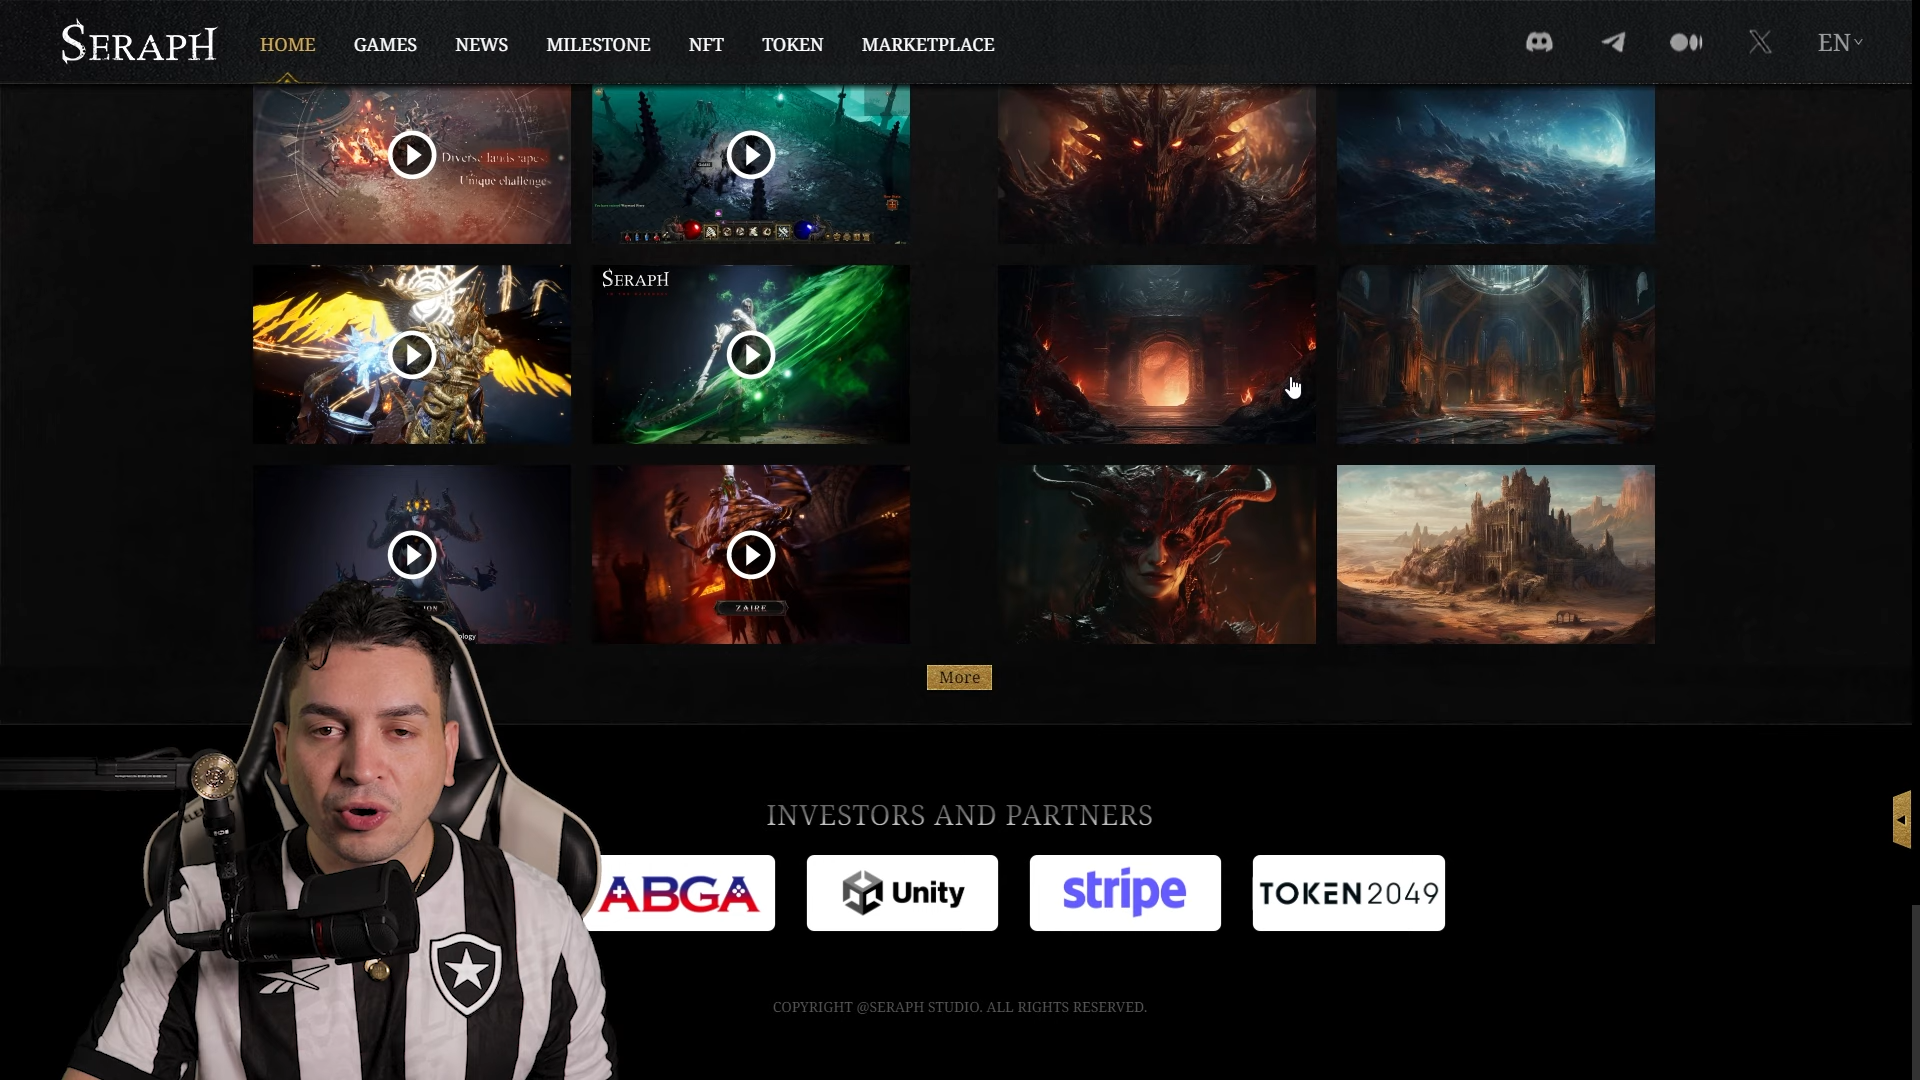 SERAPH
HOME
GAMES
NEWS
MILESTONE
NFT
TOKEN
MARKETPLACE
EN
Diverse landscapes
Unique challenge
SERAPH
ZAIRE
More
INVESTORS AND PARTNERS
ABGA
Unity
stripe
TOKEN2049
COPYRIGHT @SERAPH STUDIO. ALL RIGHTS RESERVED.